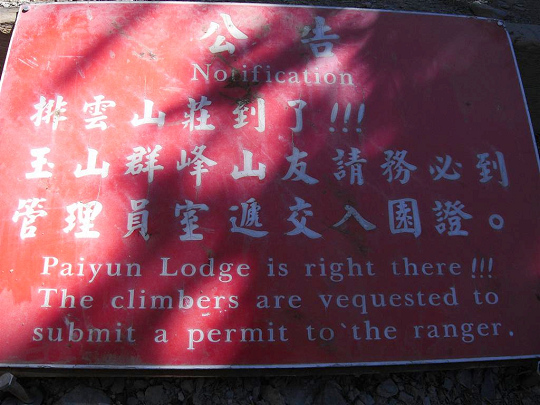 公告
Notification
排雲山莊到了!!!
玉山群峰山友請務必到
管理員室遞交入園證。
Paiyun Lodge is right there!!!
The climbers are vequested to
submit a permit to the ranger.